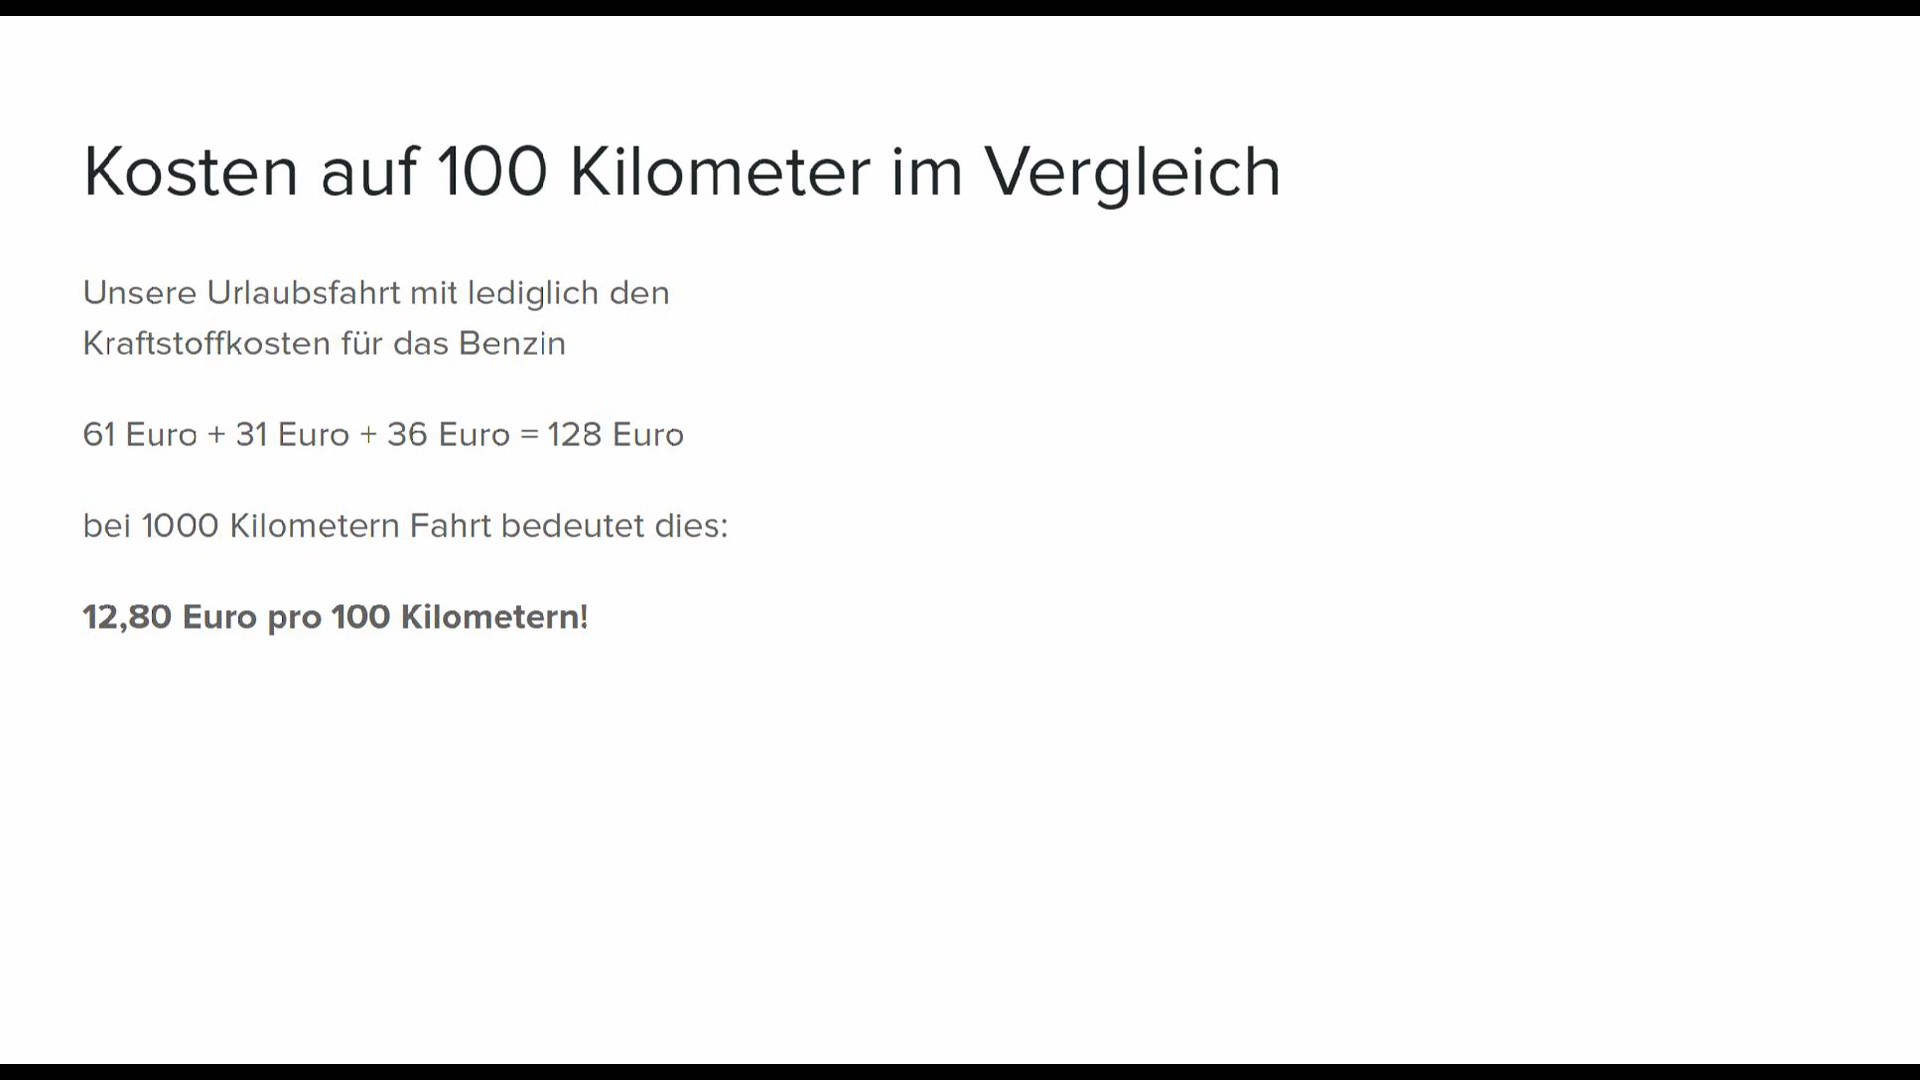 Kosten auf 100 Kilometer im Vergleich
Unsere Urlaubsfahrt mit lediglich den
Kraftstoffkosten für das Benzin
61 Euro + 31 Euro + 36 Euro = 128 Euro
bei 1000 Kilometern Fahrt bedeutet dies:
12,80 Euro pro 100 Kilometern!